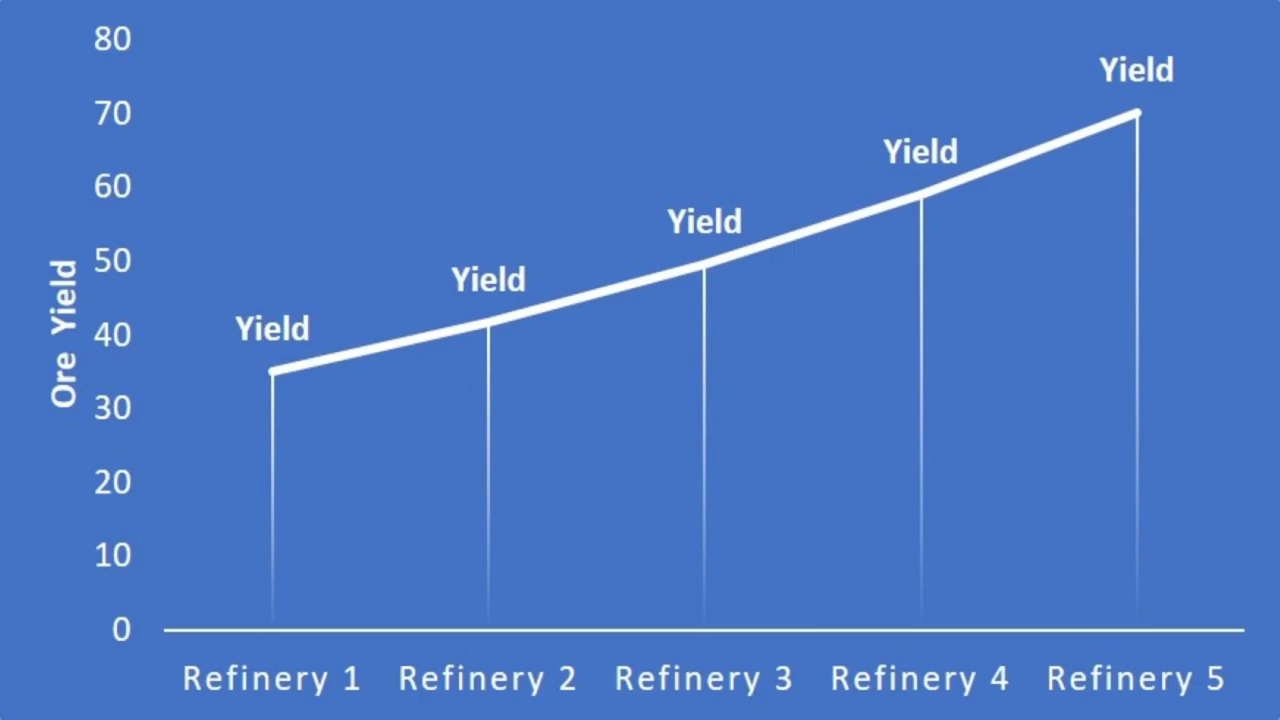 80
70
60
50
40
30
20
10
0
Ore Yield
Yield
Yield
Yield
Yield
Yield
Refinery 1
Refinery 2
Refinery 3
Refinery 4
Refinery 5